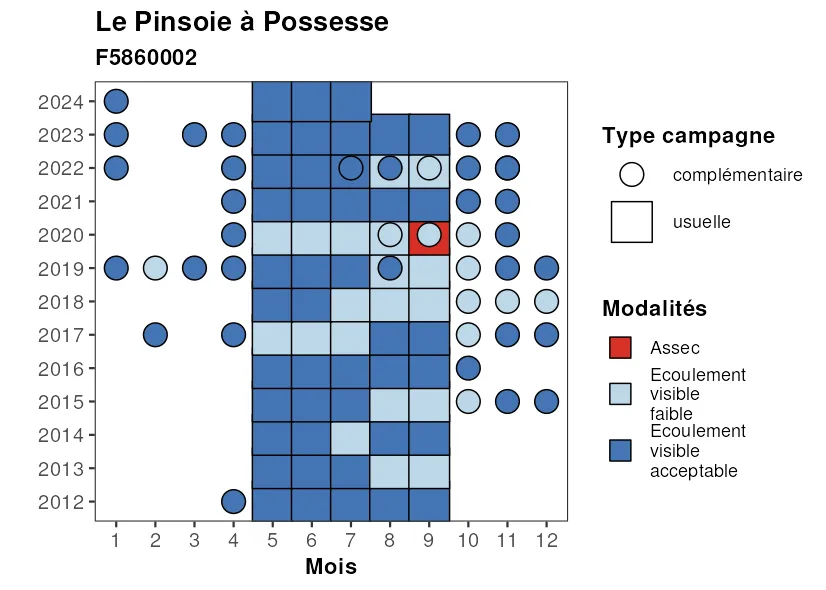 Le Pinsoie à Possesse
F5860002
2024
2023
2022
2021
2020
2019
2018
2017
2016
2015
2014
2013
2012
1 2 3 4 5 6 7 8 9 10 11 12
Mois
Type campagne
complémentaire
usuelle
Modalités
Assec
Ecoulement
visible
faible
Ecoulement
visible
acceptable